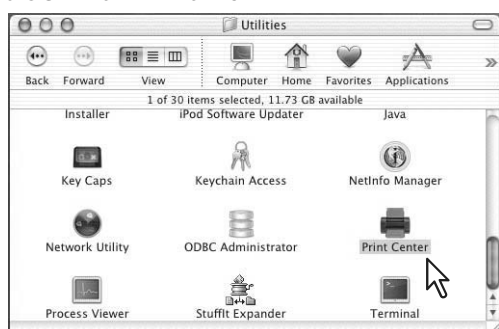 Utilities
Back Forward View Computer Home Favorites Applications
1 of 30 items selected, 11.73 GB available
Installer iPod Software Updater Java
Key Caps Keychain Access NetInfo Manager
Network Utility ODBC Administrator Print Center
Process Viewer StuffIt Expander Terminal